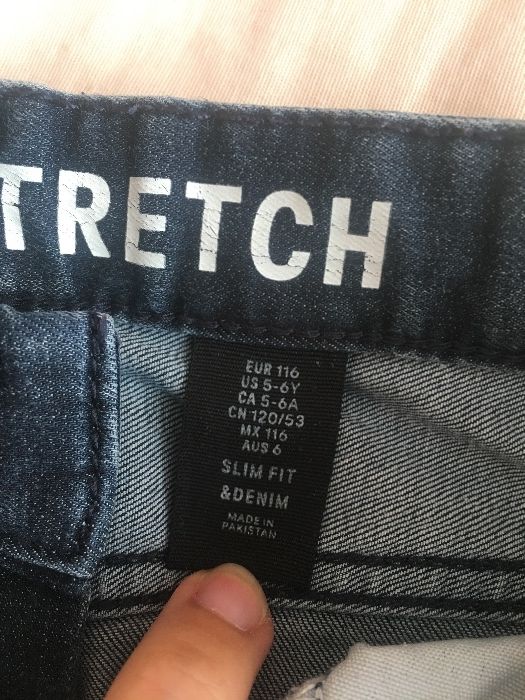 TRETCH
EUR 116
US 5-6Y
CA 5-6A
CN 120/53
MX 116
AUS 6
SLIM FIT
&DENIM
MADE IN
PAKISTAN